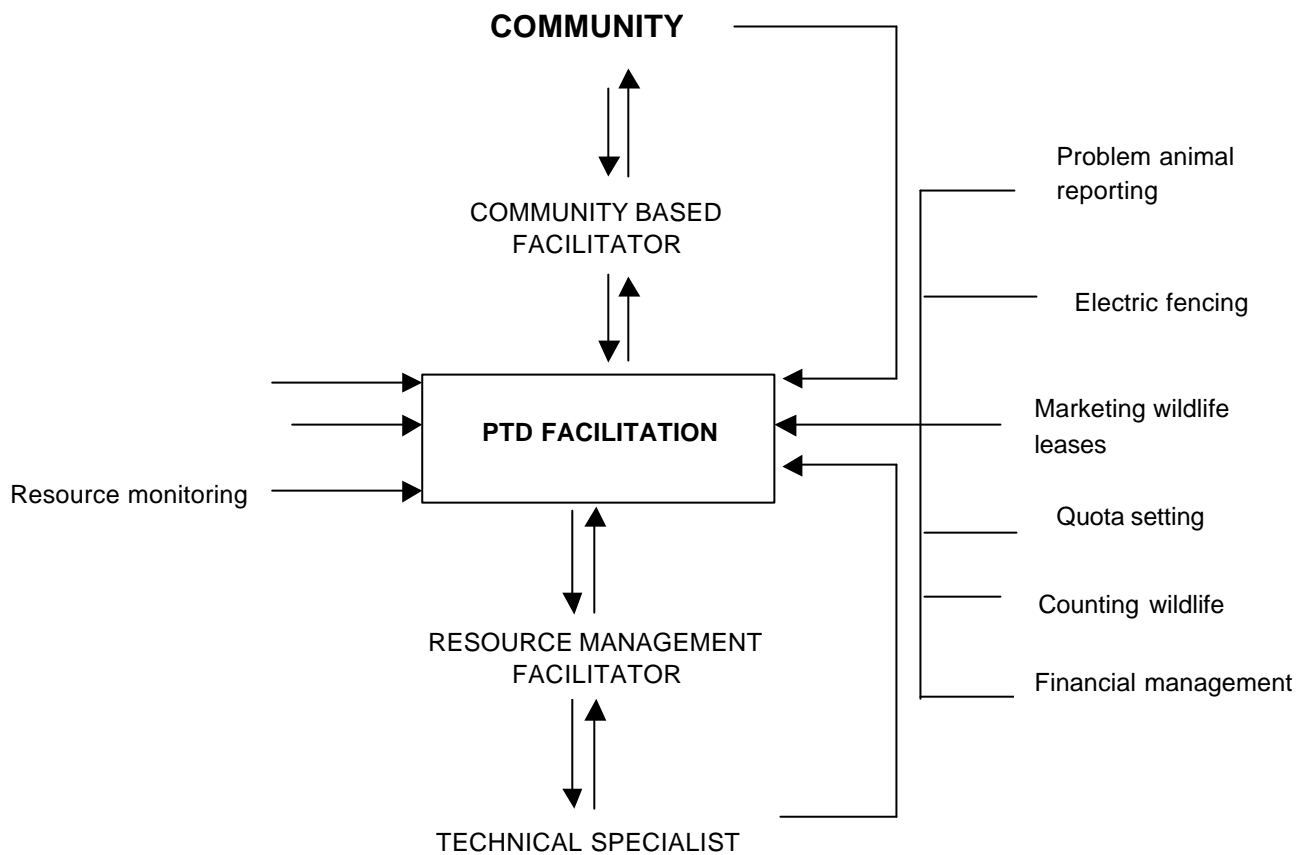 COMMUNITY
Problem animal
reporting
COMMUNITY BASED
FACILITATOR
Electric fencing
Marketing wildlife
leases
PTD FACILITATION
Resource monitoring
Quota setting
Counting wildlife
RESOURCE MANAGEMENT
FACILITATOR
Financial management
TECHNICAL SPECIALIST